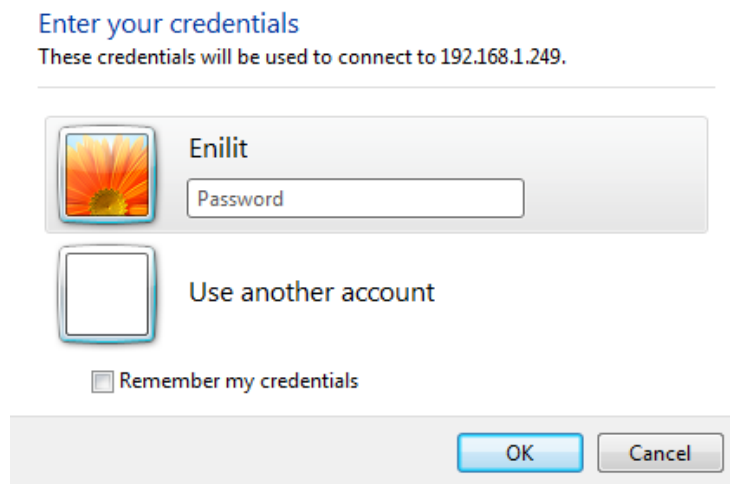 Enter your credentials
These credentials will be used to connect to 192.168.1.249.
Enilit
Password
Use another account
Remember my credentials
OK
Cancel